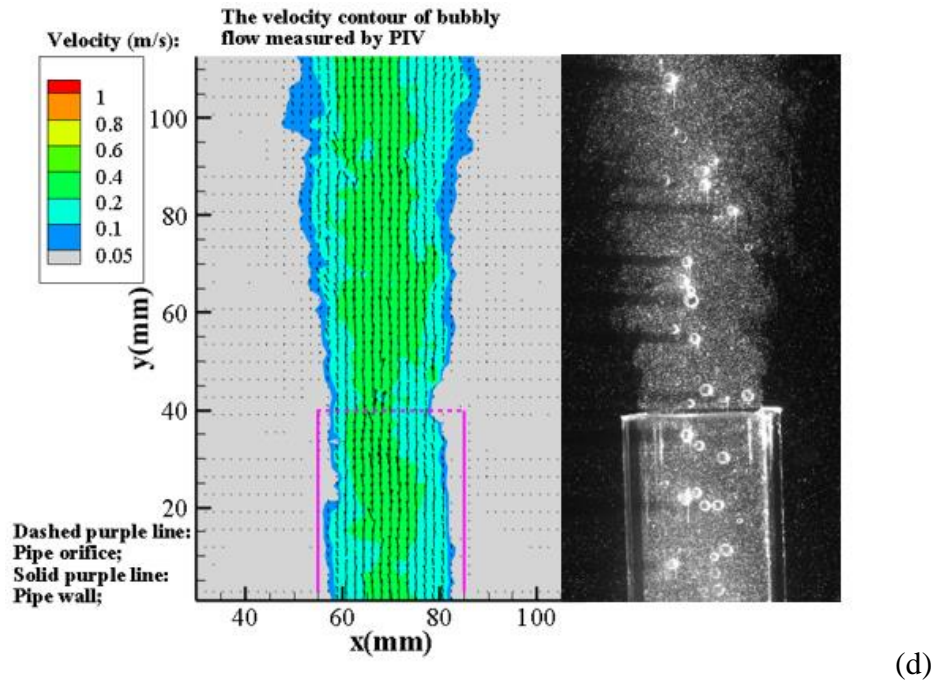 The velocity contour of bubbly
flow measured by PIV
Velocity (m/s):
1
0.8
0.6
0.4
0.2
0.1
0.05
y(mm)
100
80
60
40
20
Dashed purple line:
Pipe orifice;
Solid purple line:
Pipe wall;
40 60 80 100
x(mm)
(d)